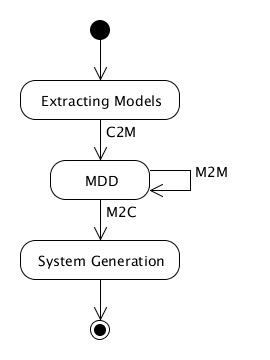 Extracting Models
C2M
MDD
M2M
M2C
System Generation